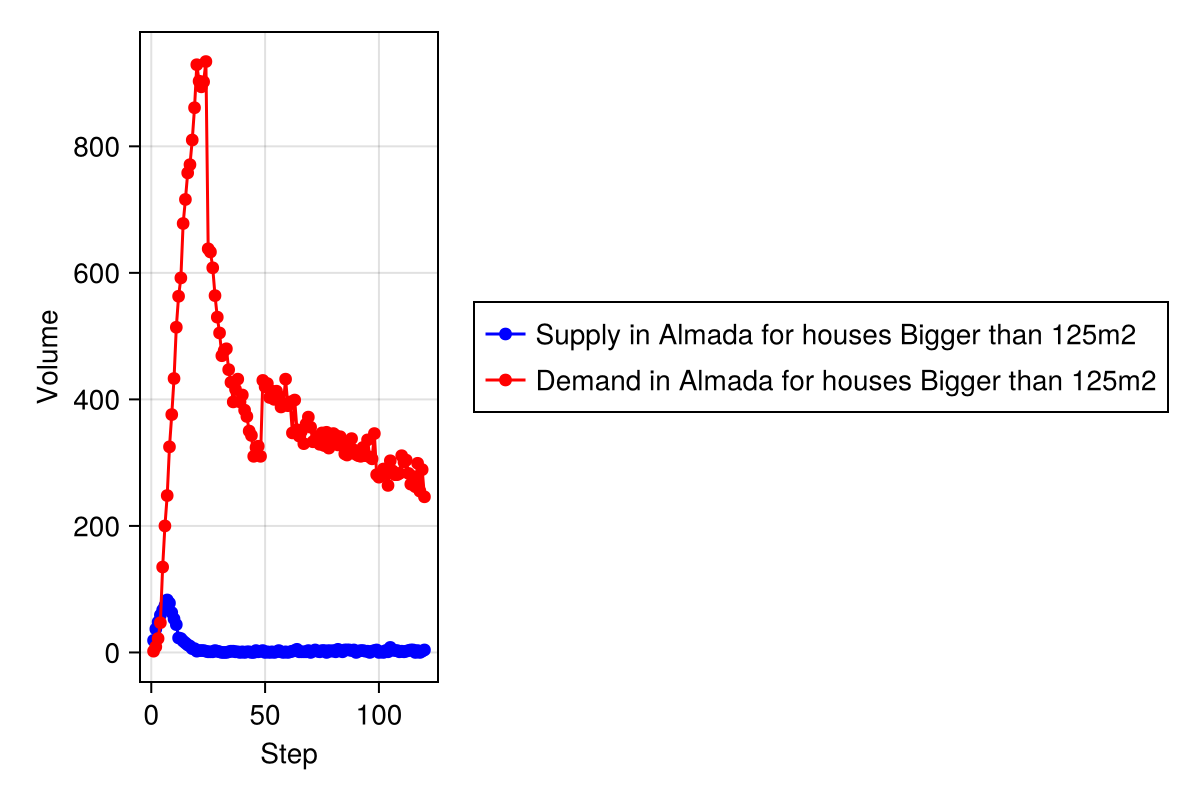 800
600
400
200
0
Volume
0 50 100
Step
Supply in Almada for houses Bigger than 125m2
Demand in Almada for houses Bigger than 125m2